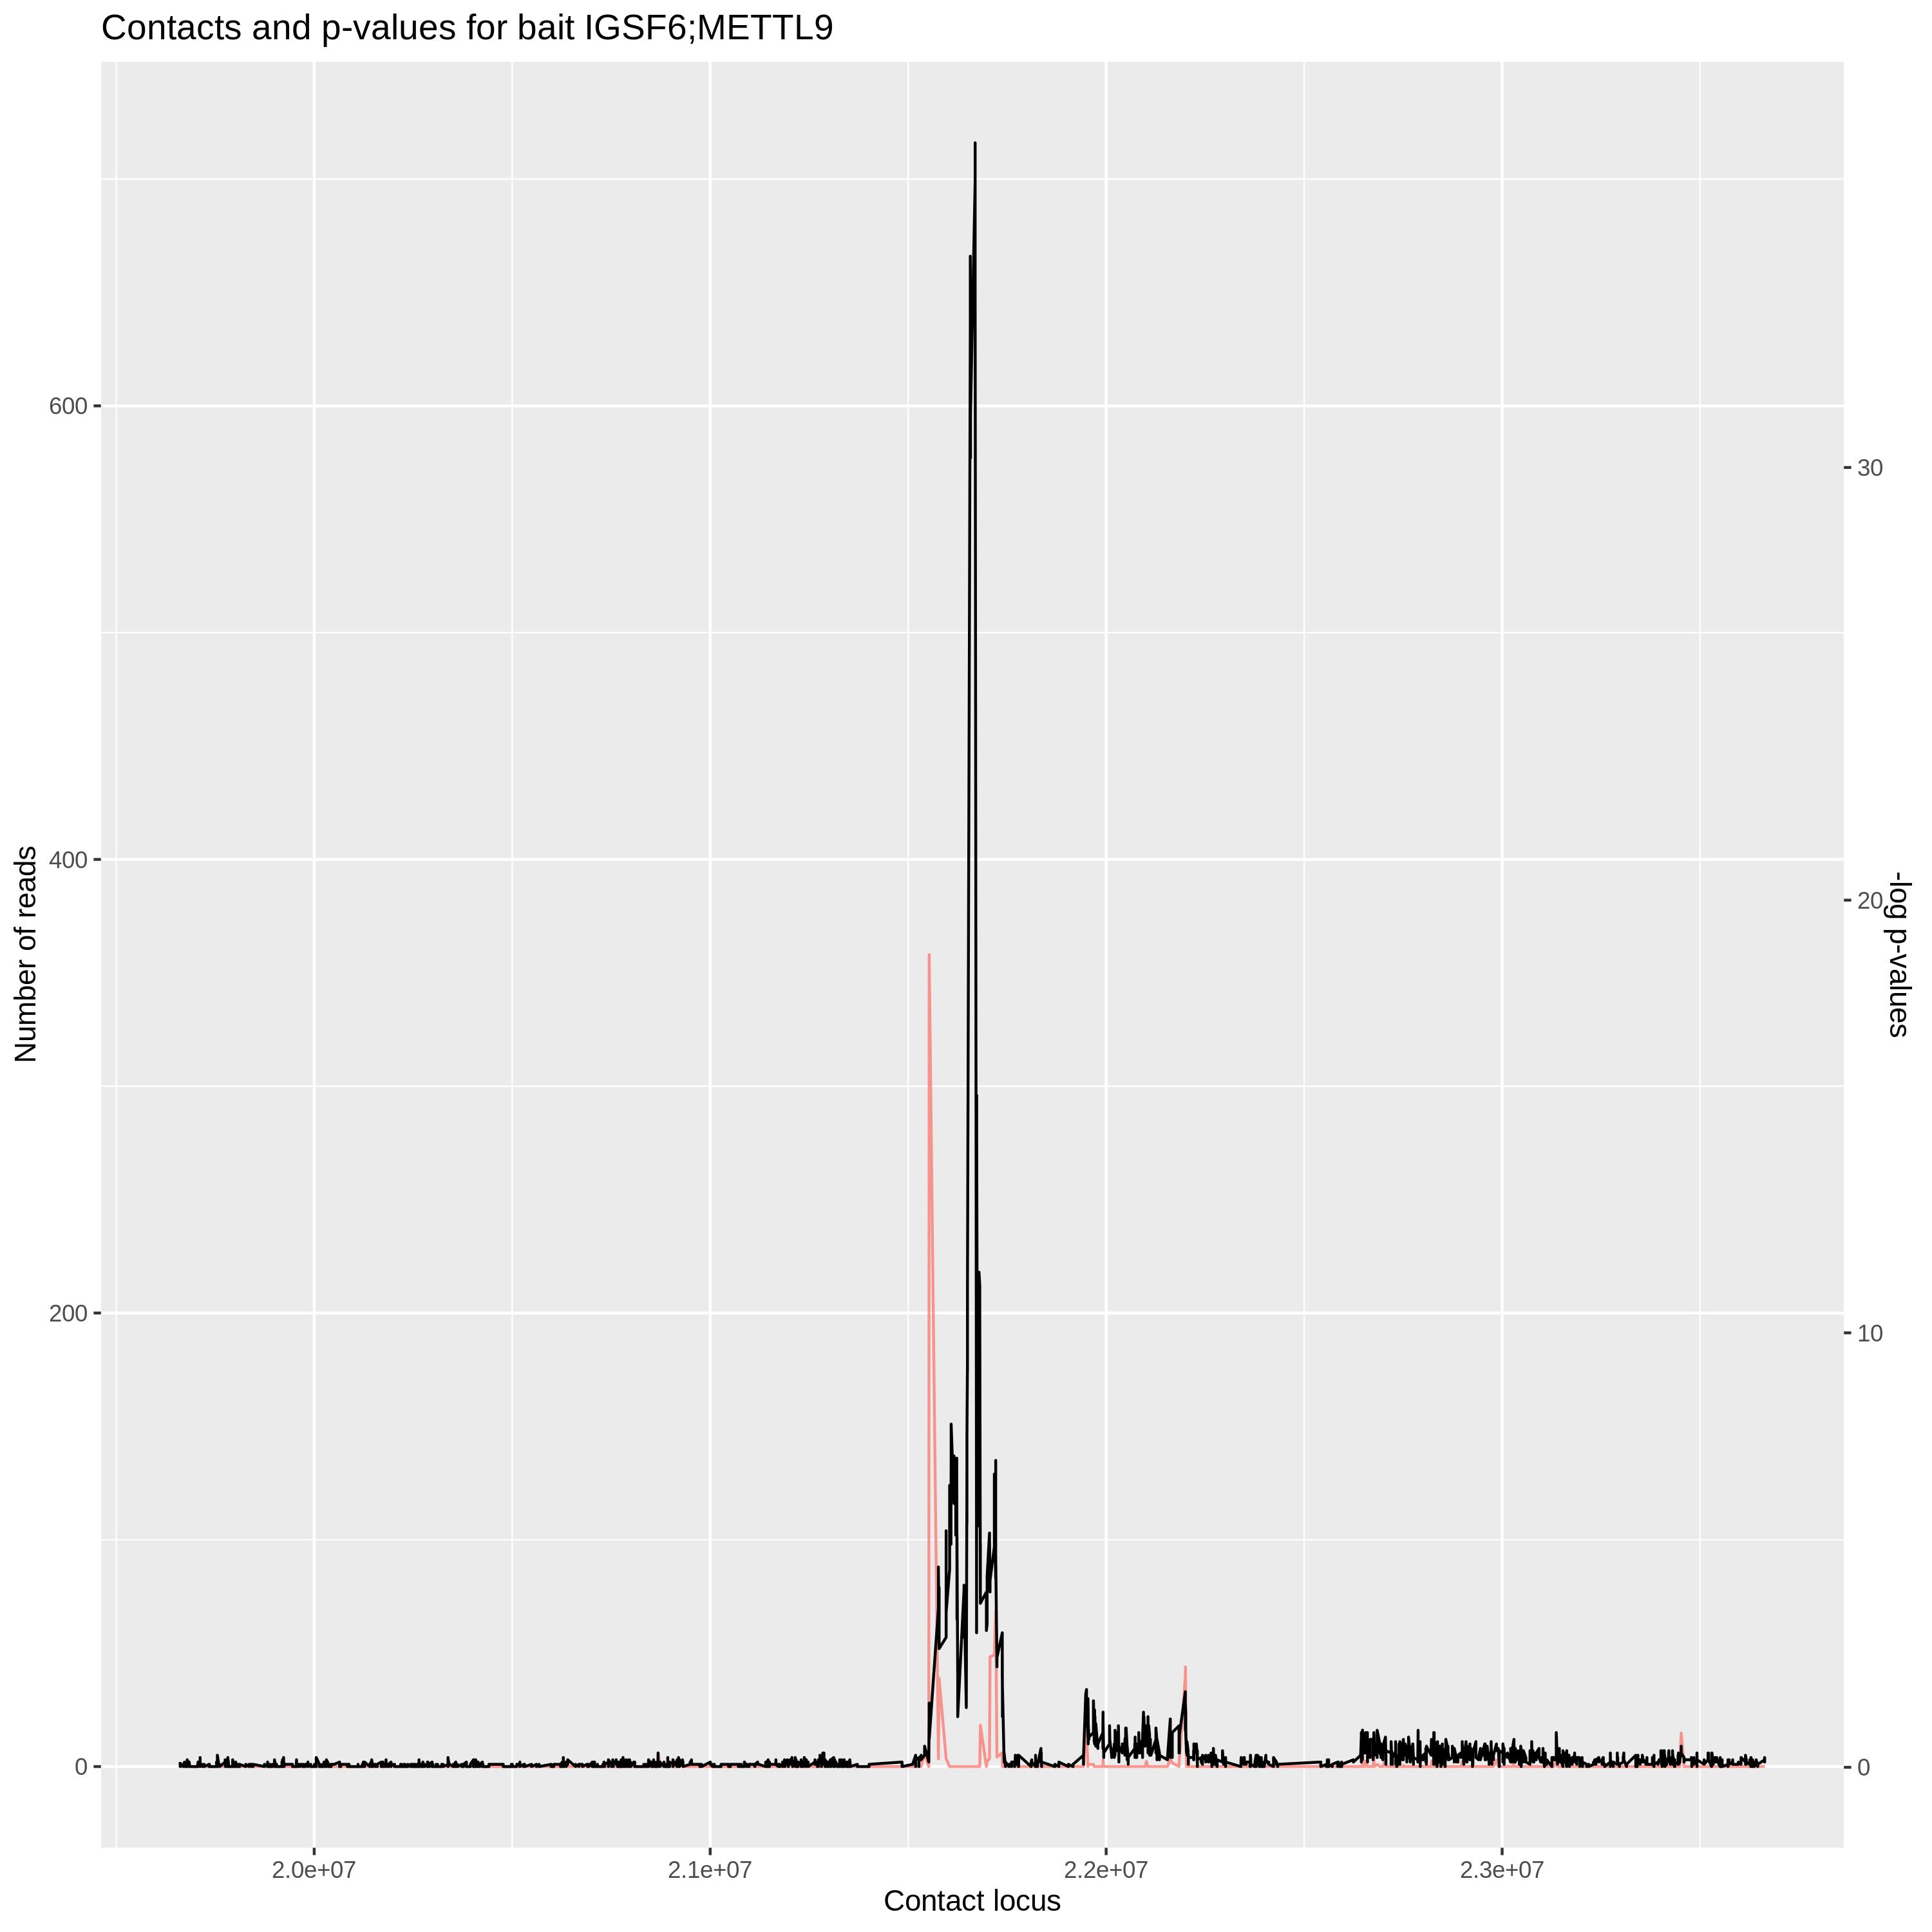 Contacts and p-values for bait IGSF6;METTL9
Number of reads
600
400
200
0
30
20
10
0
-log p-values
2.0e+07
2.1e+07
2.2e+07
2.3e+07
Contact locus